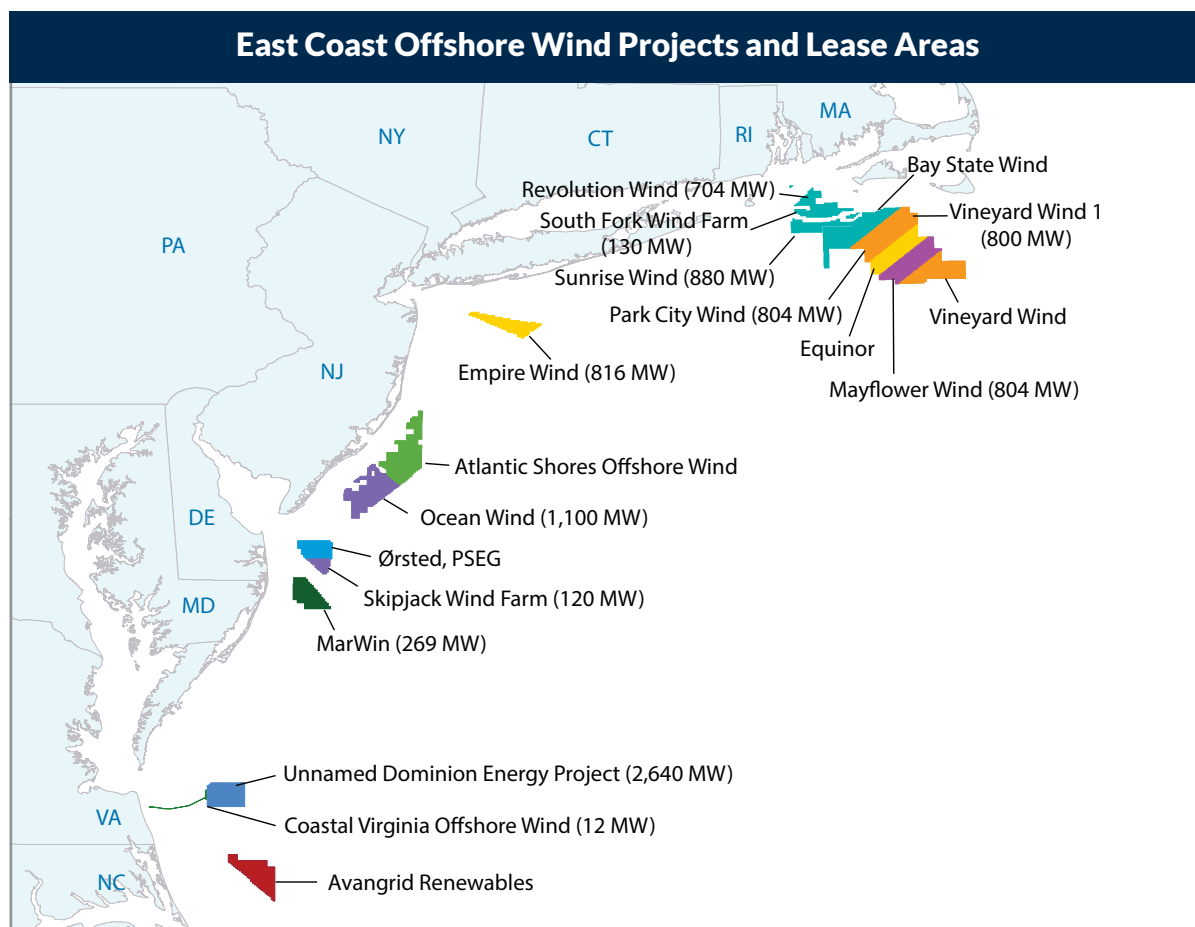 East Coast Offshore Wind Projects and Lease Areas
MA
NY
CT
RI
Bay State Wind
Revolution Wind (704 MW)
South Fork Wind Farm
(130 MW)
Vineyard Wind 1
(800 MW)
PA
Sunrise Wind (880 MW)
Park City Wind (804 MW)
Vineyard Wind
Equinor
NJ
Empire Wind (816 MW)
Mayflower Wind (804 MW)
Atlantic Shores Offshore Wind
DE
Ocean Wind (1,100 MW)
Ørsted, PSEG
MD
Skipjack Wind Farm (120 MW)
MarWin (269 MW)
Unnamed Dominion Energy Project (2,640 MW)
VA
Coastal Virginia Offshore Wind (12 MW)
NC
Avangrid Renewables